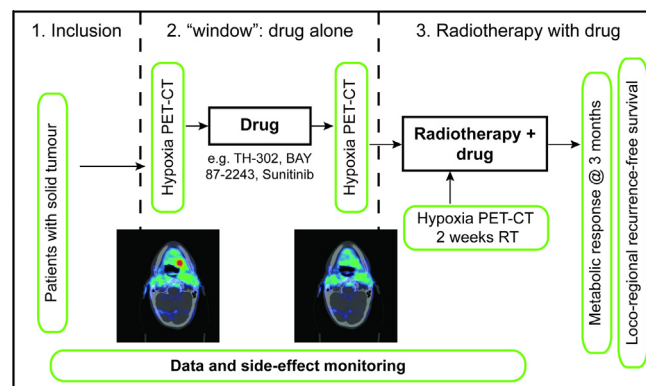 1. Inclusion
2. “window”: drug alone
3. Radiotherapy with drug
Patients with solid tumour
Hypoxia PET-CT
Drug
e.g. TH-302, BAY
87-2243, Sunitinib
Hypoxia PET-CT
Radiotherapy +
drug
Hypoxia PET-CT
2 weeks RT
Metabolic response @ 3 months
Loco-regional recurrence-free survival
Data and side-effect monitoring